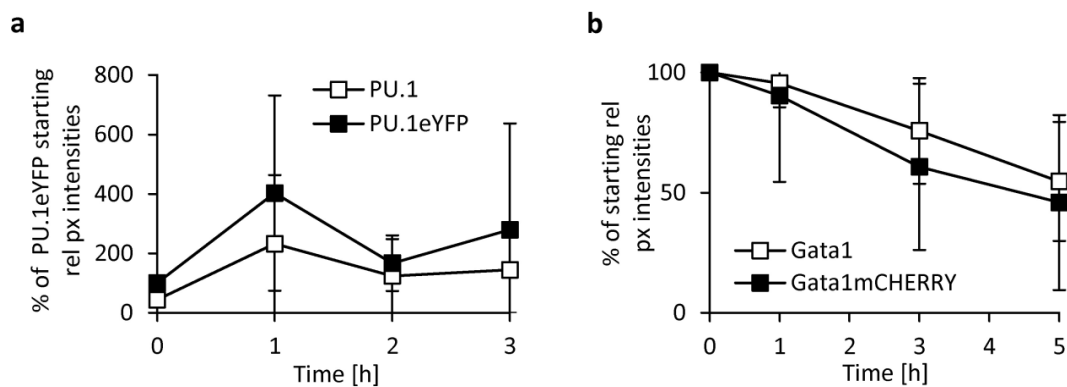 a
% of PU.1eYFP starting
rel px intensities
800
600
400
200
0
PU.1
PU.1eYFP
0 1 2 3
Time [h]
b
% of starting rel
px intensities
100
50
0
Gata1
Gata1mCHERRY
0 1 2 3 4 5
Time [h]